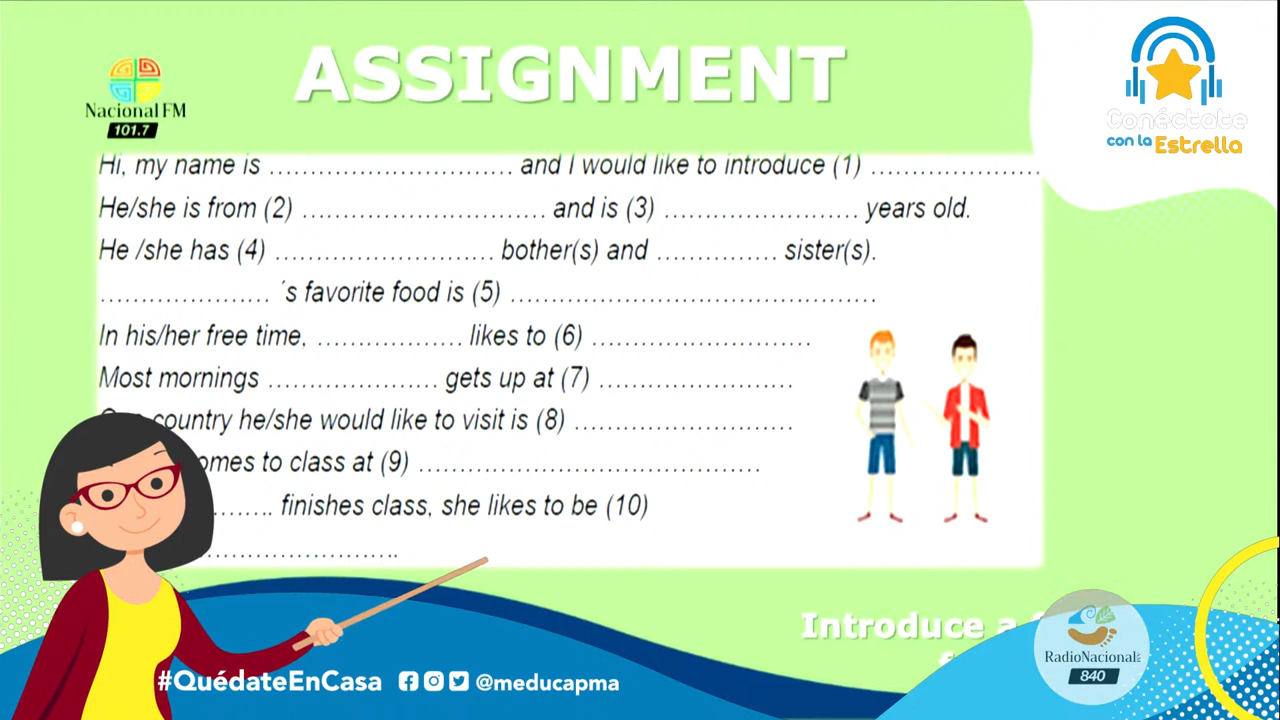 ASSIGNMENT
Nacional FM
101.7
Conéctate
con la Estrella
Hi, my name is ................................ and I would like to introduce (1) ......................
He/she is from (2) ................................ and is (3) ......................... years old.
He /she has (4) ............................ bother(s) and ............... sister(s).
...................... ´s favorite food is (5) ...............................................
In his/her free time, ................... likes to (6) ............................
Most mornings ...................... gets up at (7) .........................
country he/she would like to visit is (8) ............................
to class at (9) ............................................
........ finishes class, she likes to be (10)
.........................
Introduce a
RadioNacional
840
#QuédateEnCasa @meducapma